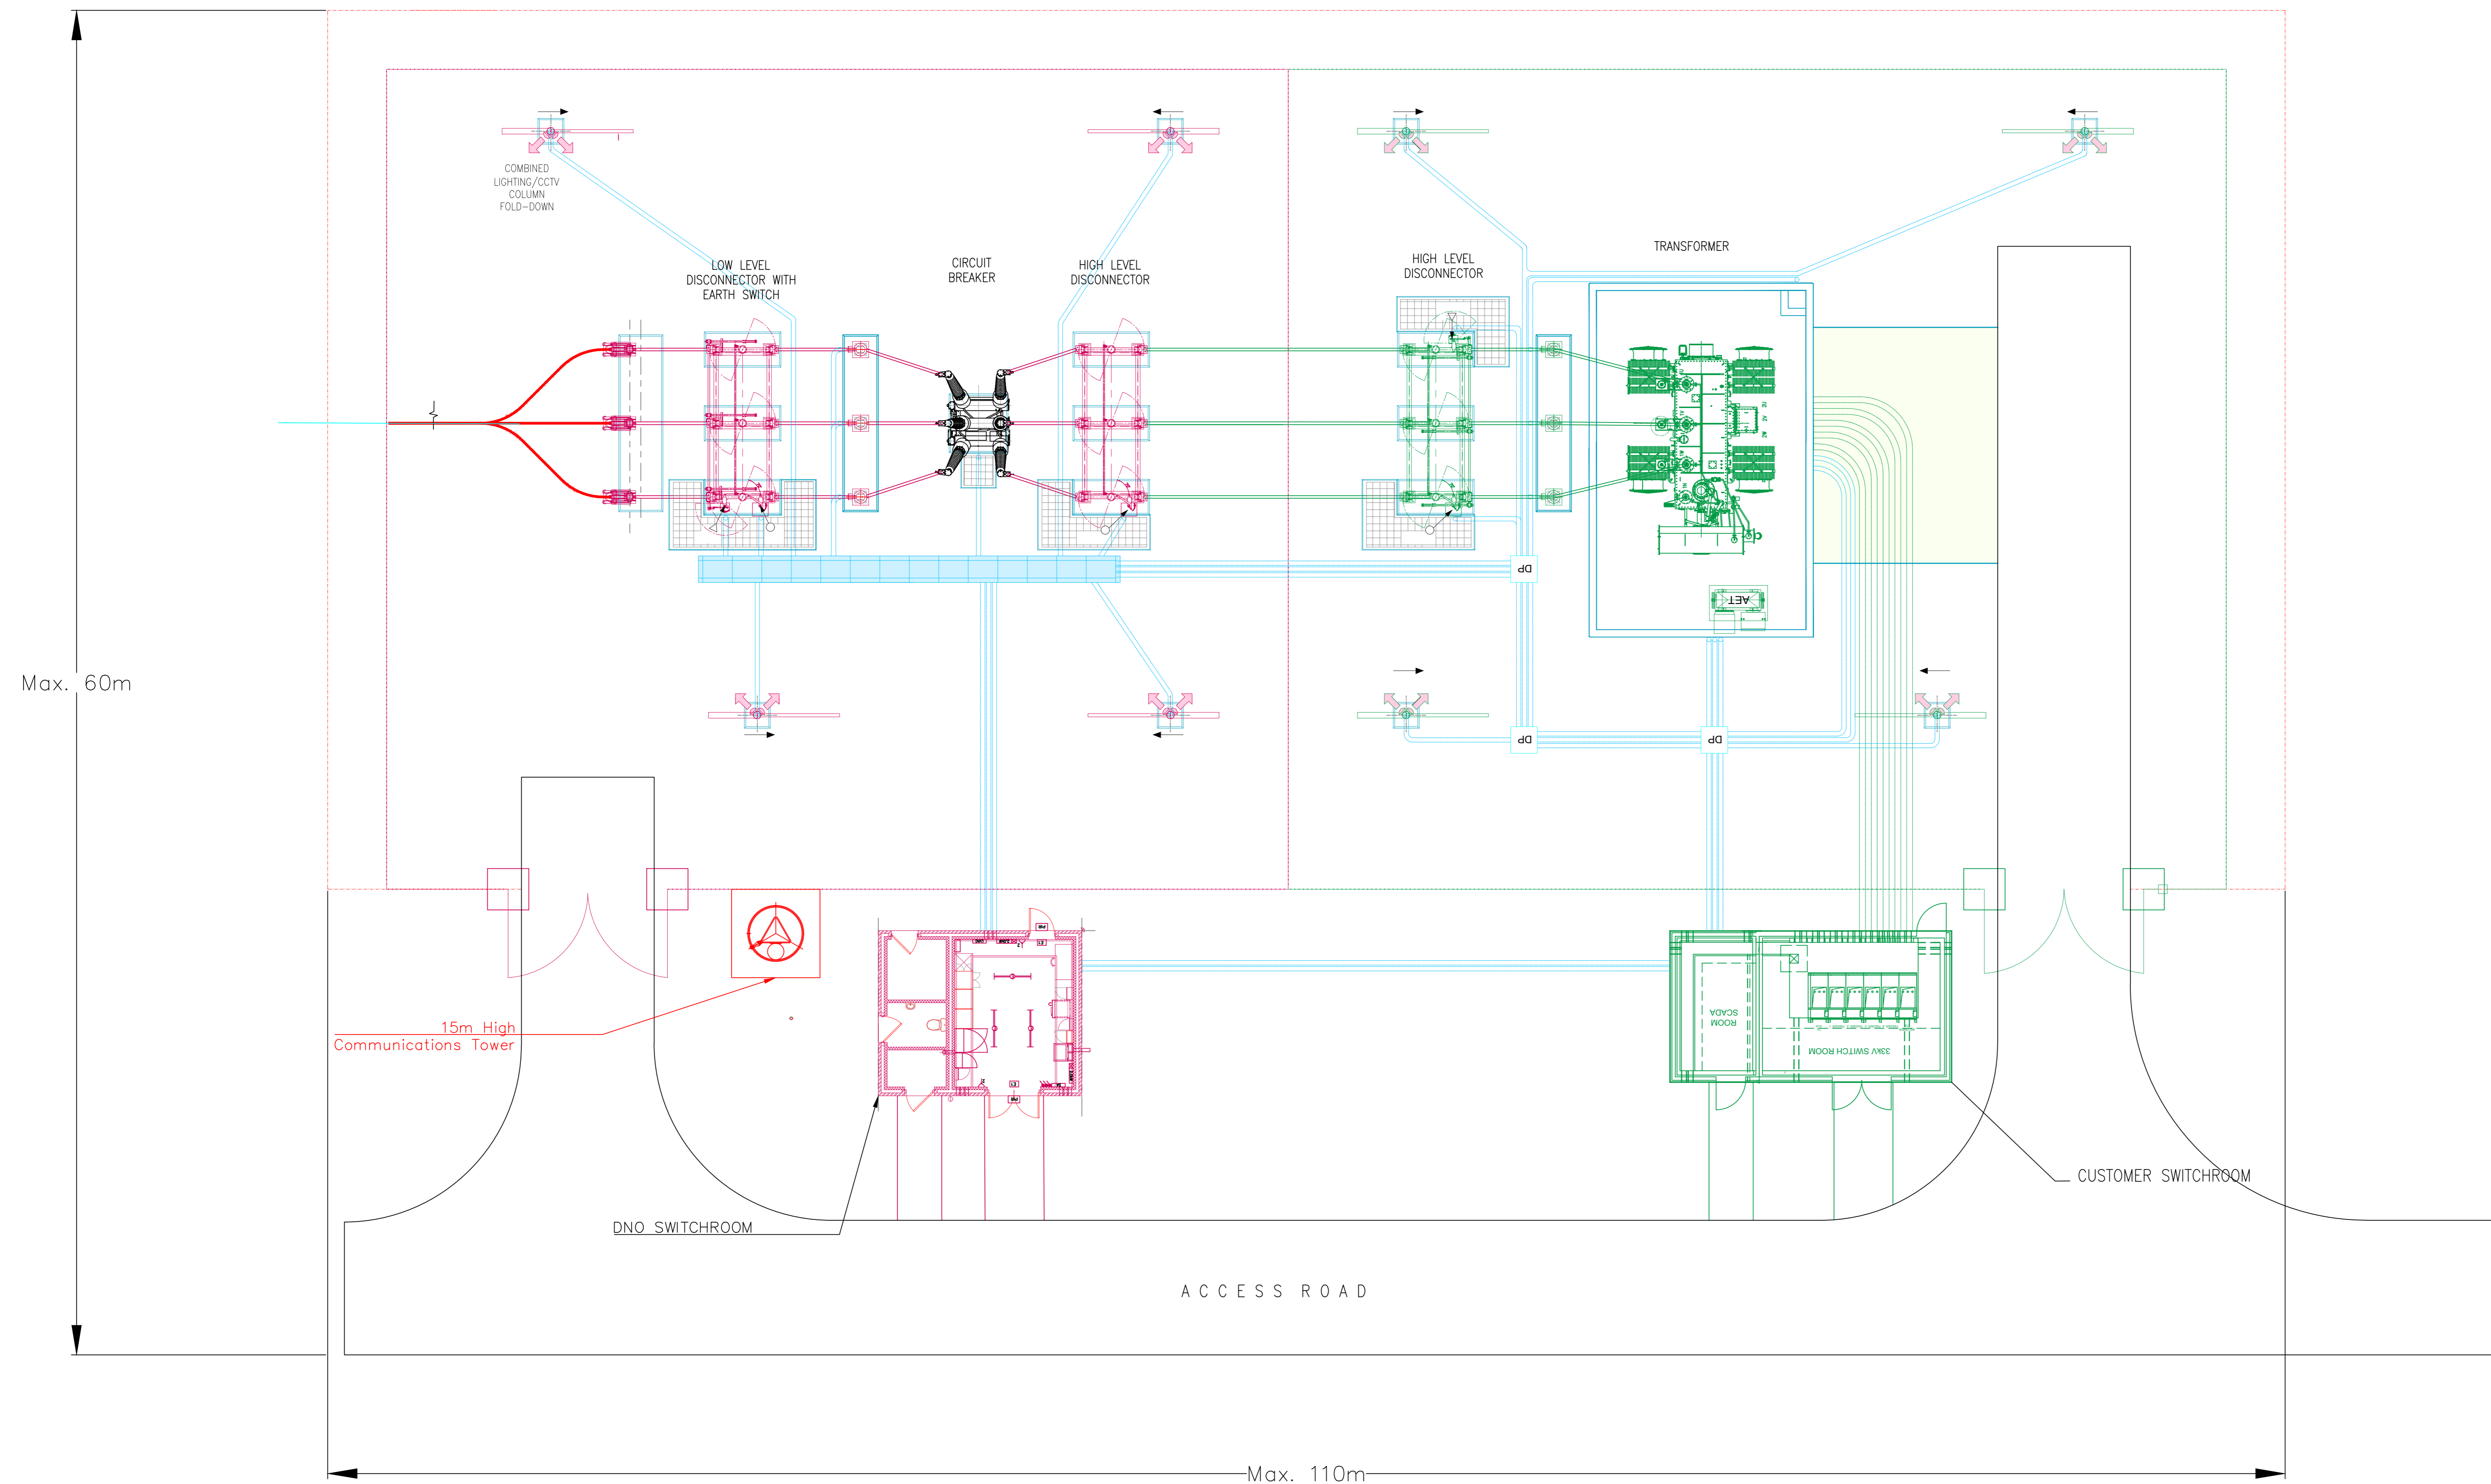 COMBINED
LIGHTING/CCTV
COLUMN
FOLD-DOWN
LOW LEVEL
DISCONNECTOR WITH
EARTH SWITCH
CIRCUIT
BREAKER
HIGH LEVEL
DISCONNECTOR
HIGH LEVEL
DISCONNECTOR
TRANSFORMER
DP
AET
Max. 60m
DP
DP
15m High
Communications Tower
ROOM
SCADA
33kV SWITCH ROOM
DNO SWITCHROOM
CUSTOMER SWITCHROOM
ACCESS ROAD
Max. 110m